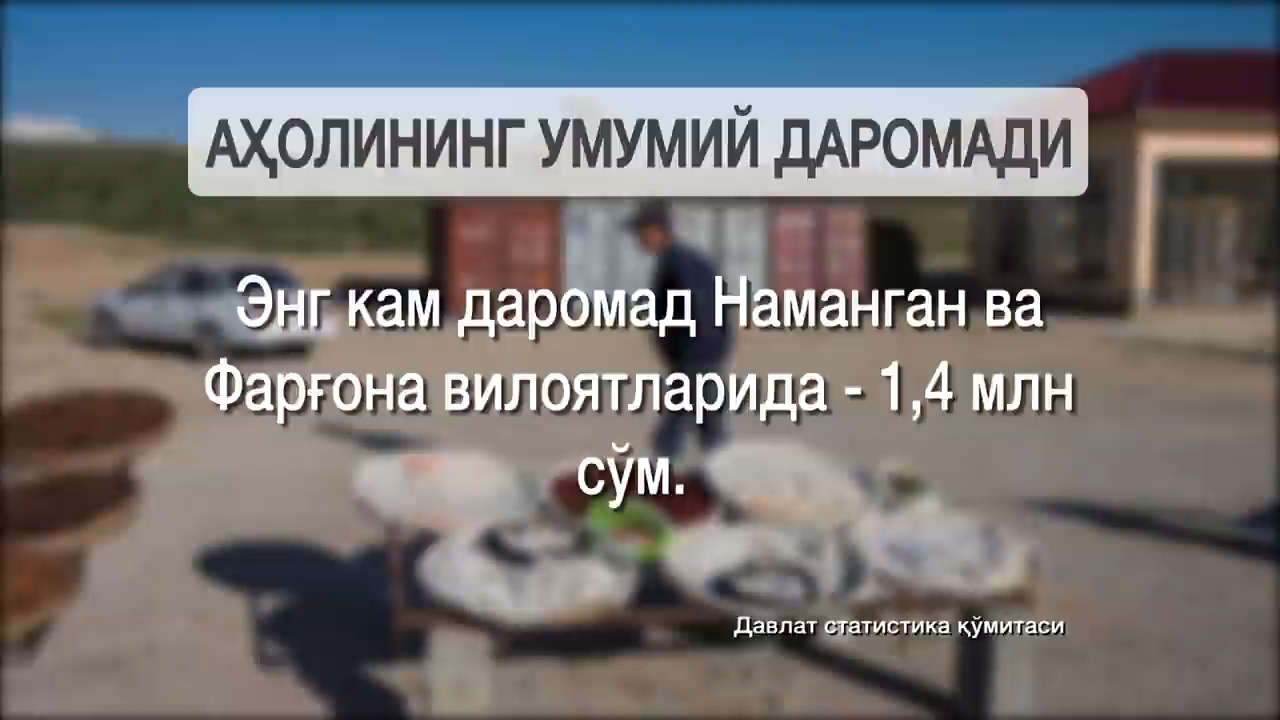 АҲОЛИНИНГ УМУМИЙ ДАРОМАДИ
Энг кам даромад Наманган ва
Фарғона вилоятларида - 1,4 млн
сўм.
Давлат статистика қўмитаси